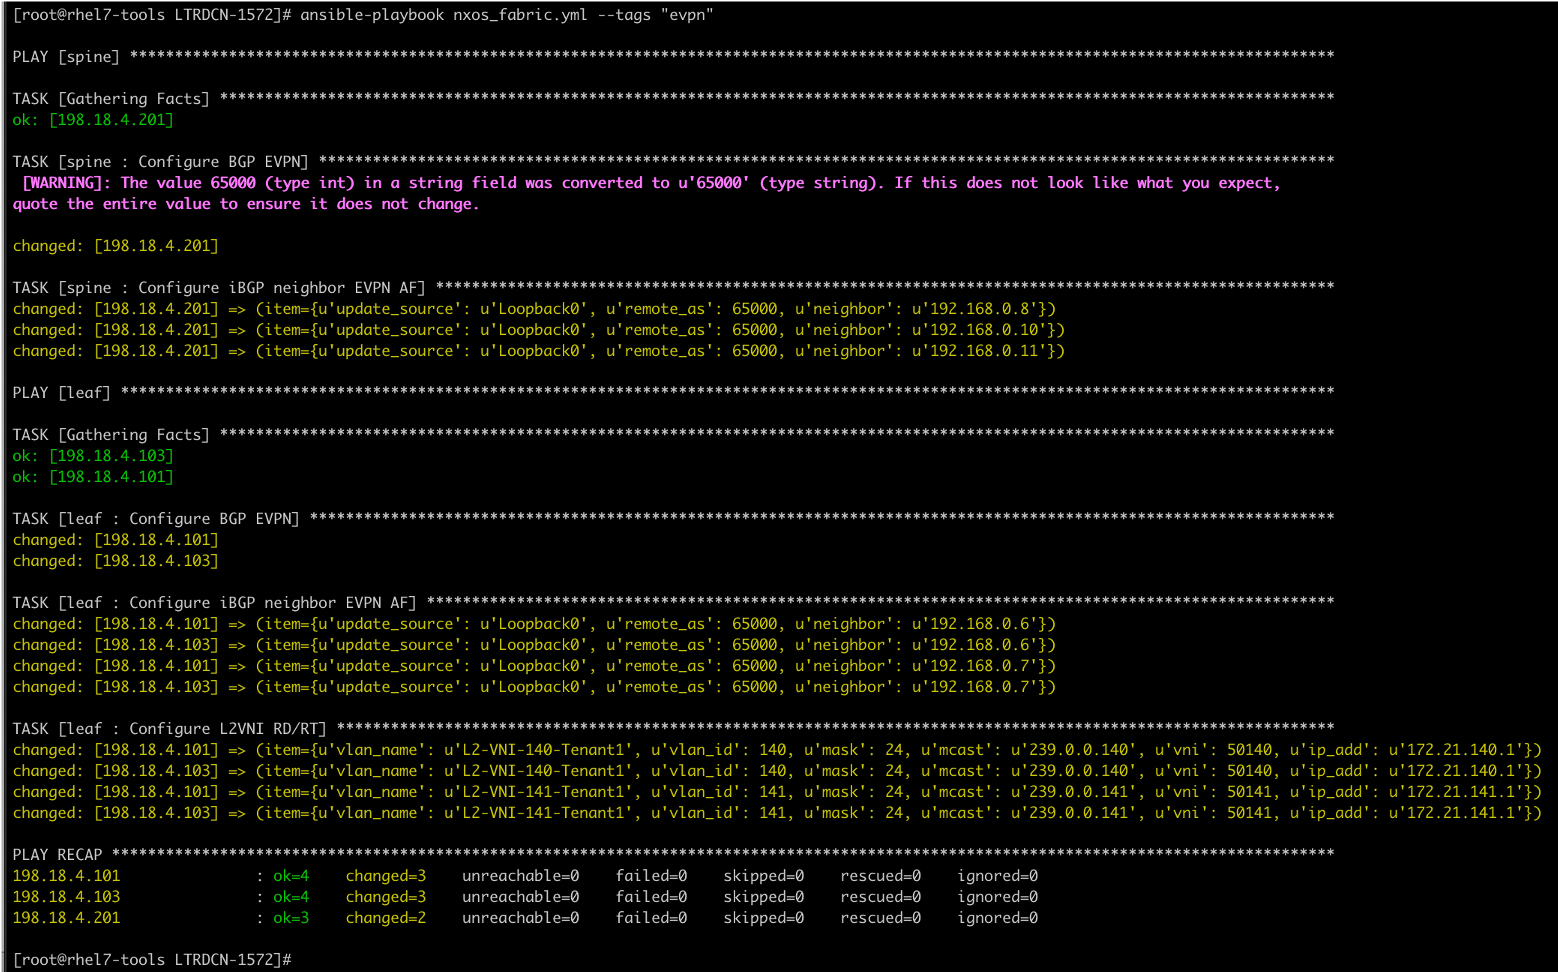 [root@rhel7-tools LTRDCN-1572]# ansible-playbook nxos_fabric.yml --tags "evpn"
PLAY [spine] **************************************************************************************************************************************
TASK [Gathering Facts] ****************************************************************************************************************************
ok: [198.18.4.201]
TASK [spine : Configure BGP EVPN] *****************************************************************************************************************
[WARNING]: The value 65000 (type int) in a string field was converted to u'65000' (type string). If this does not look like what you expect,
quote the entire value to ensure it does not change.
changed: [198.18.4.201]
TASK [spine : Configure iBGP neighbor EVPN AF] ****************************************************************************************************
changed: [198.18.4.201] => (item={u'update_source': u'Loopback0', u'remote_as': 65000, u'neighbor': u'192.168.0.8'})
changed: [198.18.4.201] => (item={u'update_source': u'Loopback0', u'remote_as': 65000, u'neighbor': u'192.168.0.10'})
changed: [198.18.4.201] => (item={u'update_source': u'Loopback0', u'remote_as': 65000, u'neighbor': u'192.168.0.11'})
PLAY [leaf] ***************************************************************************************************************************************
TASK [Gathering Facts] ****************************************************************************************************************************
ok: [198.18.4.103]
ok: [198.18.4.101]
TASK [leaf : Configure BGP EVPN] ******************************************************************************************************************
changed: [198.18.4.101]
changed: [198.18.4.103]
TASK [leaf : Configure iBGP neighbor EVPN AF] *****************************************************************************************************
changed: [198.18.4.101] => (item={u'update_source': u'Loopback0', u'remote_as': 65000, u'neighbor': u'192.168.0.6'})
changed: [198.18.4.103] => (item={u'update_source': u'Loopback0', u'remote_as': 65000, u'neighbor': u'192.168.0.6'})
changed: [198.18.4.101] => (item={u'update_source': u'Loopback0', u'remote_as': 65000, u'neighbor': u'192.168.0.7'})
changed: [198.18.4.103] => (item={u'update_source': u'Loopback0', u'remote_as': 65000, u'neighbor': u'192.168.0.7'})
TASK [leaf : Configure L2VNI RD/RT] ***************************************************************************************************************
changed: [198.18.4.101] => (item={u'vlan_name': u'L2-VNI-140-Tenant1', u'vlan_id': 140, u'mask': 24, u'mcast': u'239.0.0.140', u'vni': 50140, u'ip_add': u'172.21.140.1'})
changed: [198.18.4.103] => (item={u'vlan_name': u'L2-VNI-140-Tenant1', u'vlan_id': 140, u'mask': 24, u'mcast': u'239.0.0.140', u'vni': 50140, u'ip_add': u'172.21.140.1'})
changed: [198.18.4.101] => (item={u'vlan_name': u'L2-VNI-141-Tenant1', u'vlan_id': 141, u'mask': 24, u'mcast': u'239.0.0.141', u'vni': 50141, u'ip_add': u'172.21.141.1'})
changed: [198.18.4.103] => (item={u'vlan_name': u'L2-VNI-141-Tenant1', u'vlan_id': 141, u'mask': 24, u'mcast': u'239.0.0.141', u'vni': 50141, u'ip_add': u'172.21.141.1'})
PLAY RECAP ****************************************************************************************************************************************
198.18.4.101 : ok=4 changed=3 unreachable=0 failed=0 skipped=0 rescued=0 ignored=0
198.18.4.103 : ok=4 changed=3 unreachable=0 failed=0 skipped=0 rescued=0 ignored=0
198.18.4.201 : ok=3 changed=2 unreachable=0 failed=0 skipped=0 rescued=0 ignored=0
[root@rhel7-tools LTRDCN-1572]#